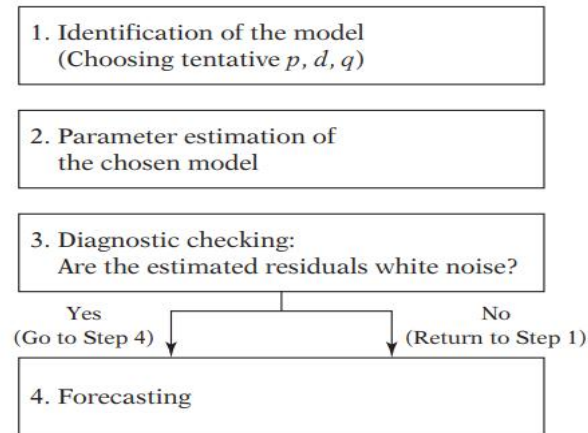 1. Identification of the model
(Choosing tentative p, d, q)
2. Parameter estimation of
the chosen model
3. Diagnostic checking:
Are the estimated residuals white noise?
Yes
(Go to Step 4)
No
(Return to Step 1)
4. Forecasting